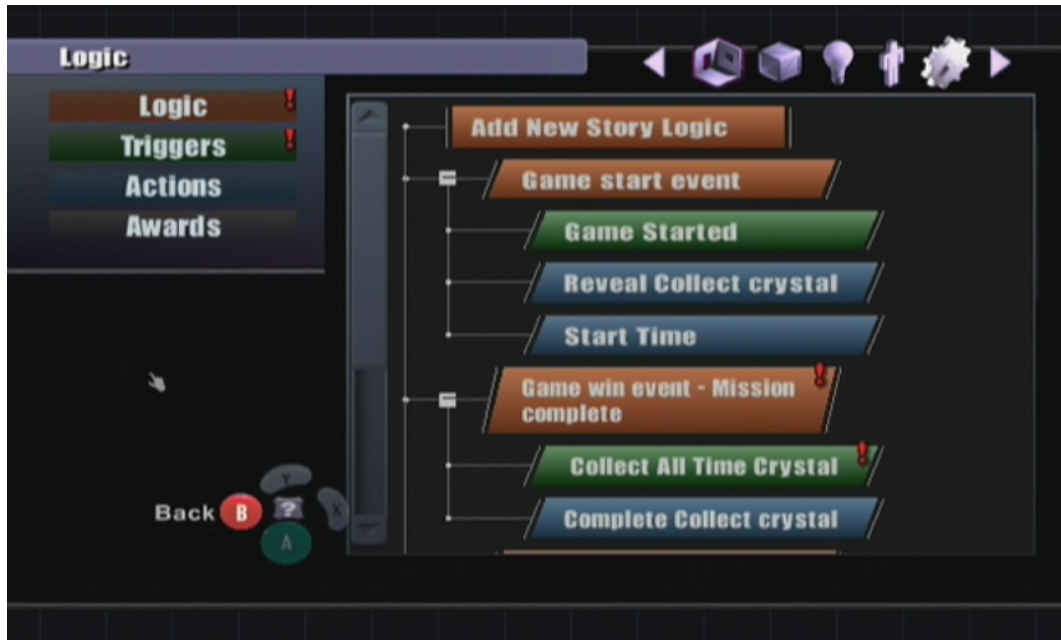 Logic
Logic
Triggers
Actions
Awards
Add New Story Logic
Game start event
Game Started
Reveal Collect crystal
Start Time
Game win event - Mission
complete
Collect All Time Crystal
Complete Collect crystal
Y
X
Back B ?
A